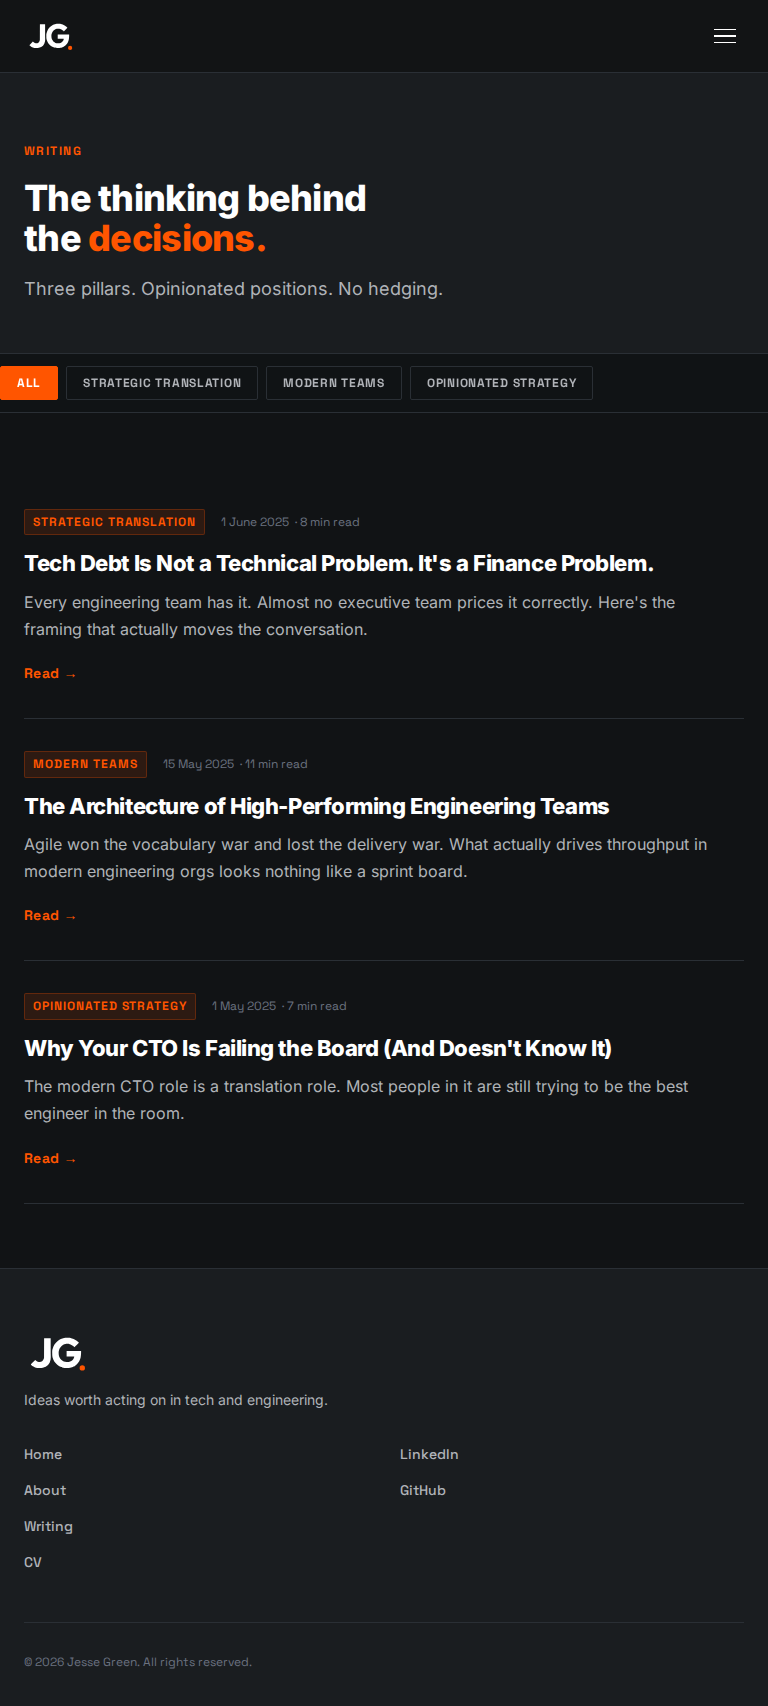 JG.
WRITING
The thinking behind
the decisions.
Three pillars. Opinionated positions. No hedging.
ALL STRATEGIC TRANSLATION MODERN TEAMS OPINIONATED STRATEGY
STRATEGIC TRANSLATION 1 June 2025 · 8 min read
Tech Debt Is Not a Technical Problem. It's a Finance Problem.
Every engineering team has it. Almost no executive team prices it correctly. Here's the
framing that actually moves the conversation.
Read →
MODERN TEAMS 15 May 2025 · 11 min read
The Architecture of High-Performing Engineering Teams
Agile won the vocabulary war and lost the delivery war. What actually drives throughput in
modern engineering orgs looks nothing like a sprint board.
Read →
OPINIONATED STRATEGY 1 May 2025 · 7 min read
Why Your CTO Is Failing the Board (And Doesn't Know It)
The modern CTO role is a translation role. Most people in it are still trying to be the best
engineer in the room.
Read →
JG.
Ideas worth acting on in tech and engineering.
Home LinkedIn
About GitHub
Writing
CV
© 2026 Jesse Green. All rights reserved.